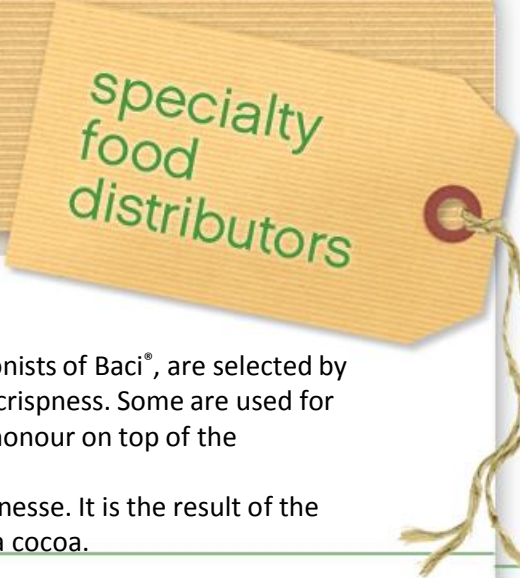 specialty
food
distributors
onists of Baci®, are selected by
crispness. Some are used for
honour on top of the
nesse. It is the result of the
a cocoa.